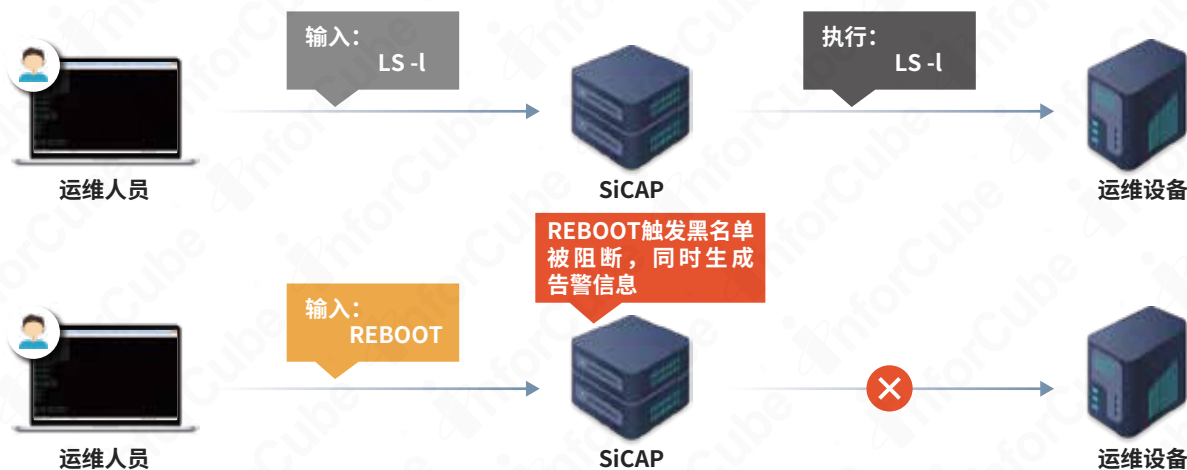 输入：
LS -l
执行：
LS -l
运维人员
SiCAP
运维设备
REBOOT触发黑名单
被阻断，同时生成
告警信息
输入：
REBOOT
运维人员
SiCAP
运维设备